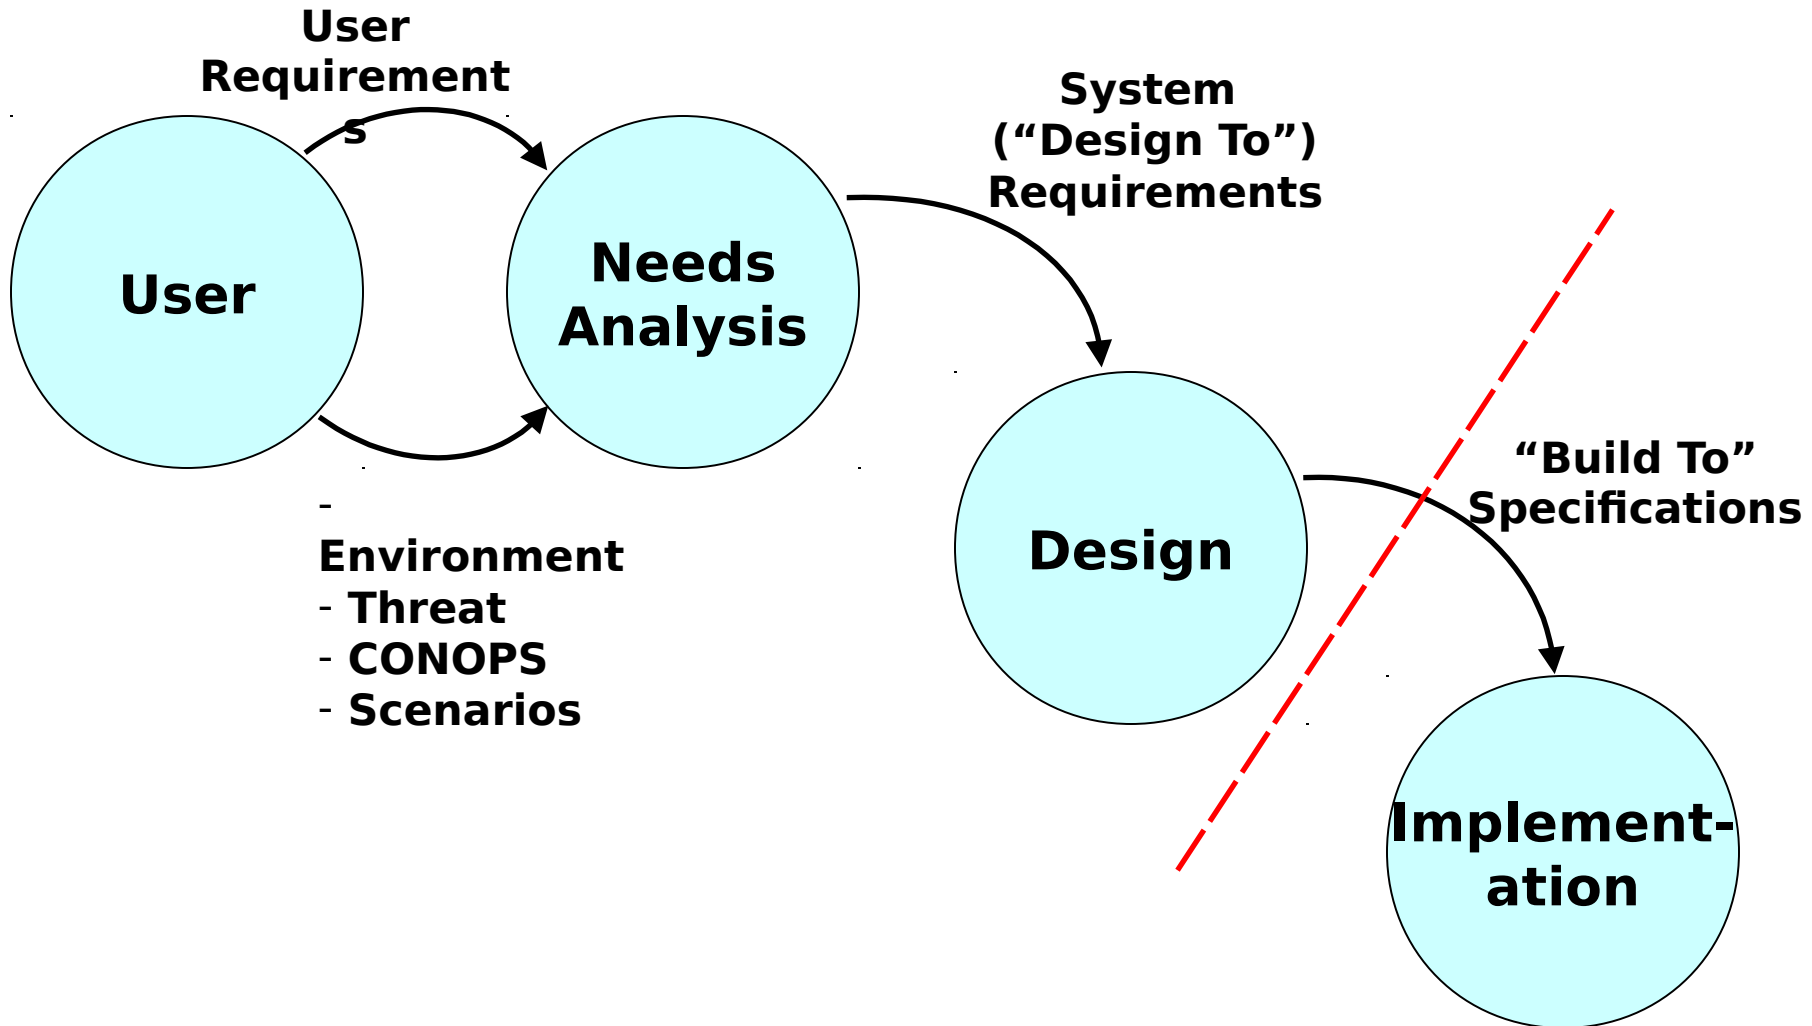 User
Requirement
s
System
(“Design To”)
Requirements
User
Needs
Analysis
“Build To”
Specifications
-
Environment
- Threat
- CONOPS
- Scenarios
Design
Implement-
ation